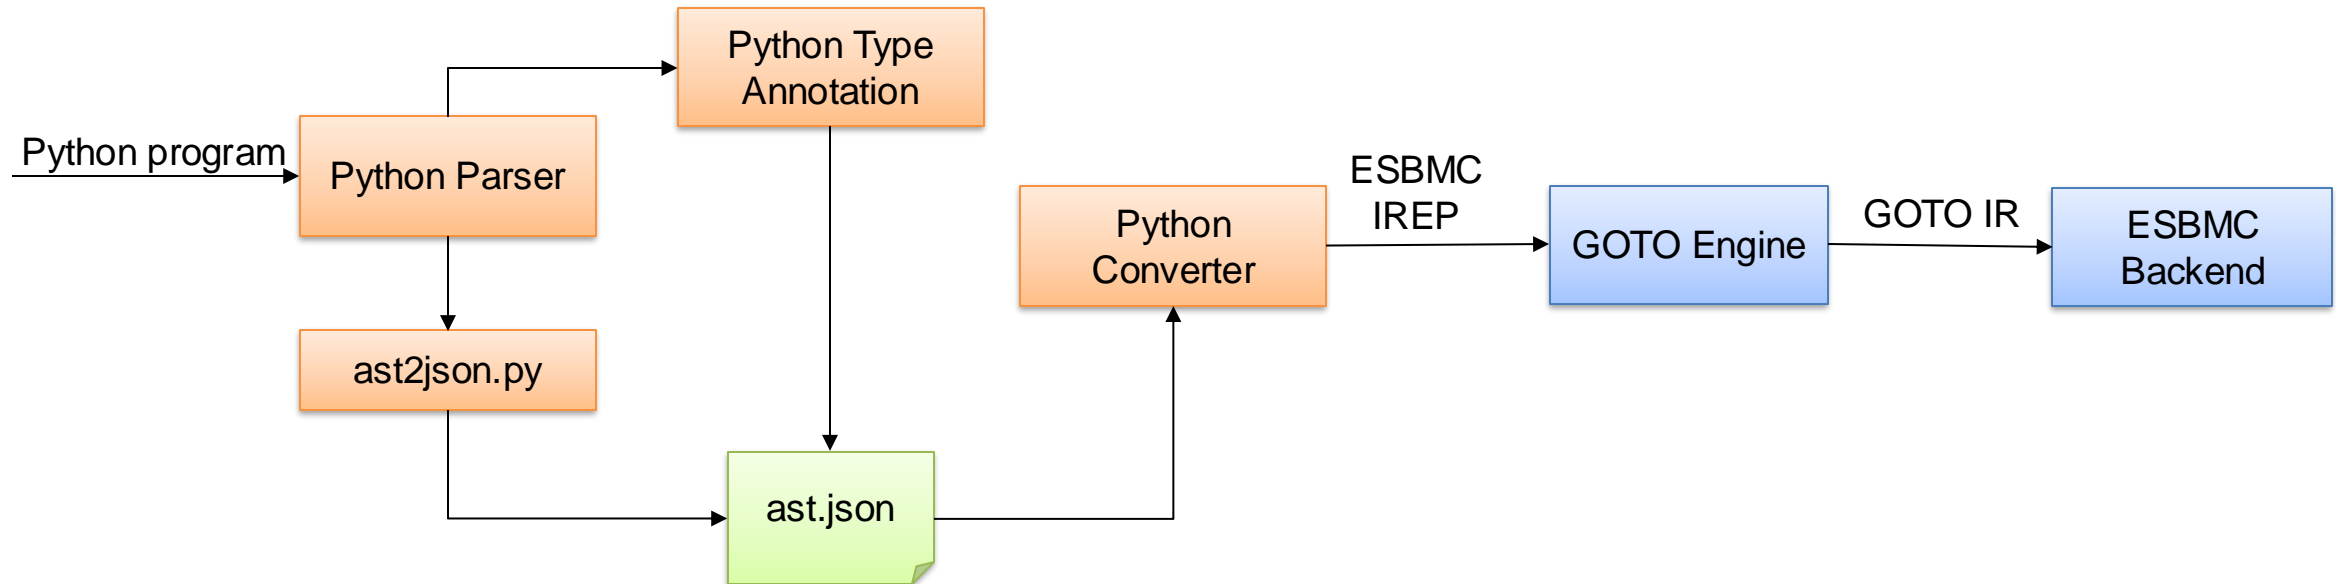 Python Type
Annotation
Python program
Python Parser
ESBMC
IREP
Python
Converter
GOTO Engine
GOTO IR
ESBMC
Backend
ast2json.py
ast.json